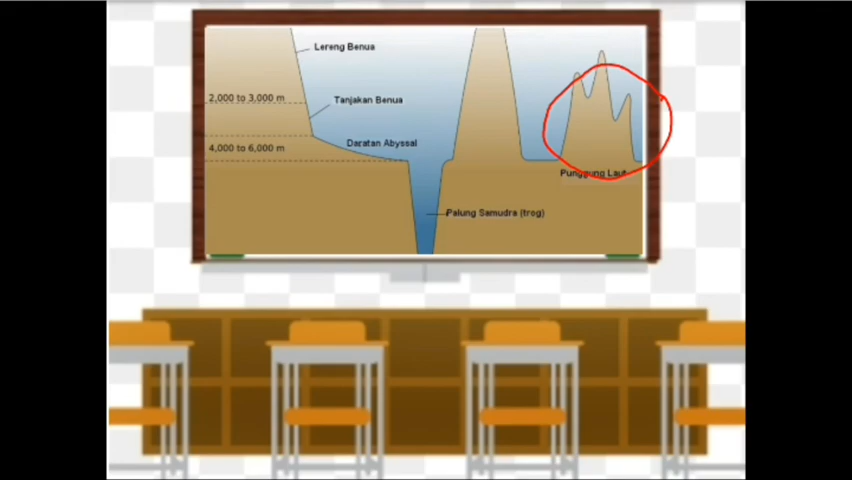 Lereng Benua
2,000 to 3,000 m
Tanjakan Benua
Daratan Abyssal
4,000 to 6,000 m
Punggung Laut
Palung Samudra (trog)